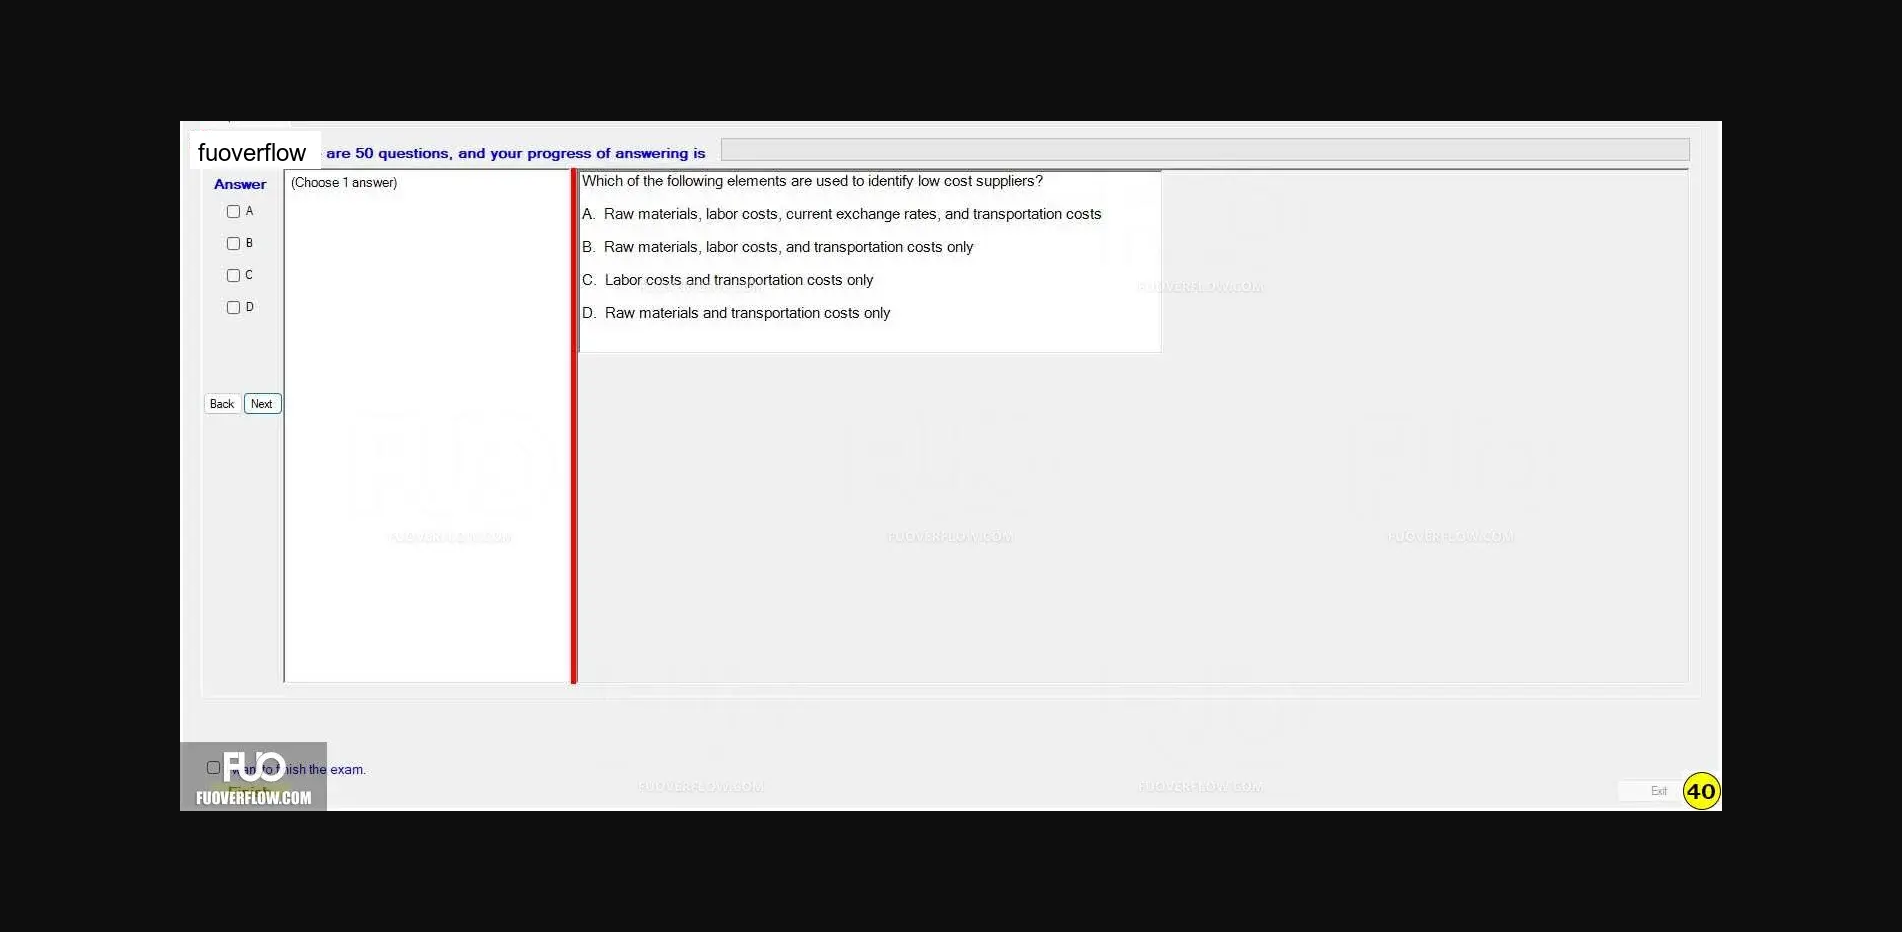 fuoverflow
are 50 questions, and your progress of answering is
Answer
(Choose 1 answer)
A
B
C
D
Back
Next
Which of the following elements are used to identify low cost suppliers?
A. Raw materials, labor costs, current exchange rates, and transportation costs
B. Raw materials, labor costs, and transportation costs only
C. Labor costs and transportation costs only
D. Raw materials and transportation costs only
FUOVERFLOW.COM
FUOVERFLOW.COM
FUOVERFLOW.COM
FUOVERFLOW.COM
FUO
to finish the exam.
FUOVERFLOW.COM
FUOVERFLOW.COM
FUOVERFLOW.COM
Exit
40